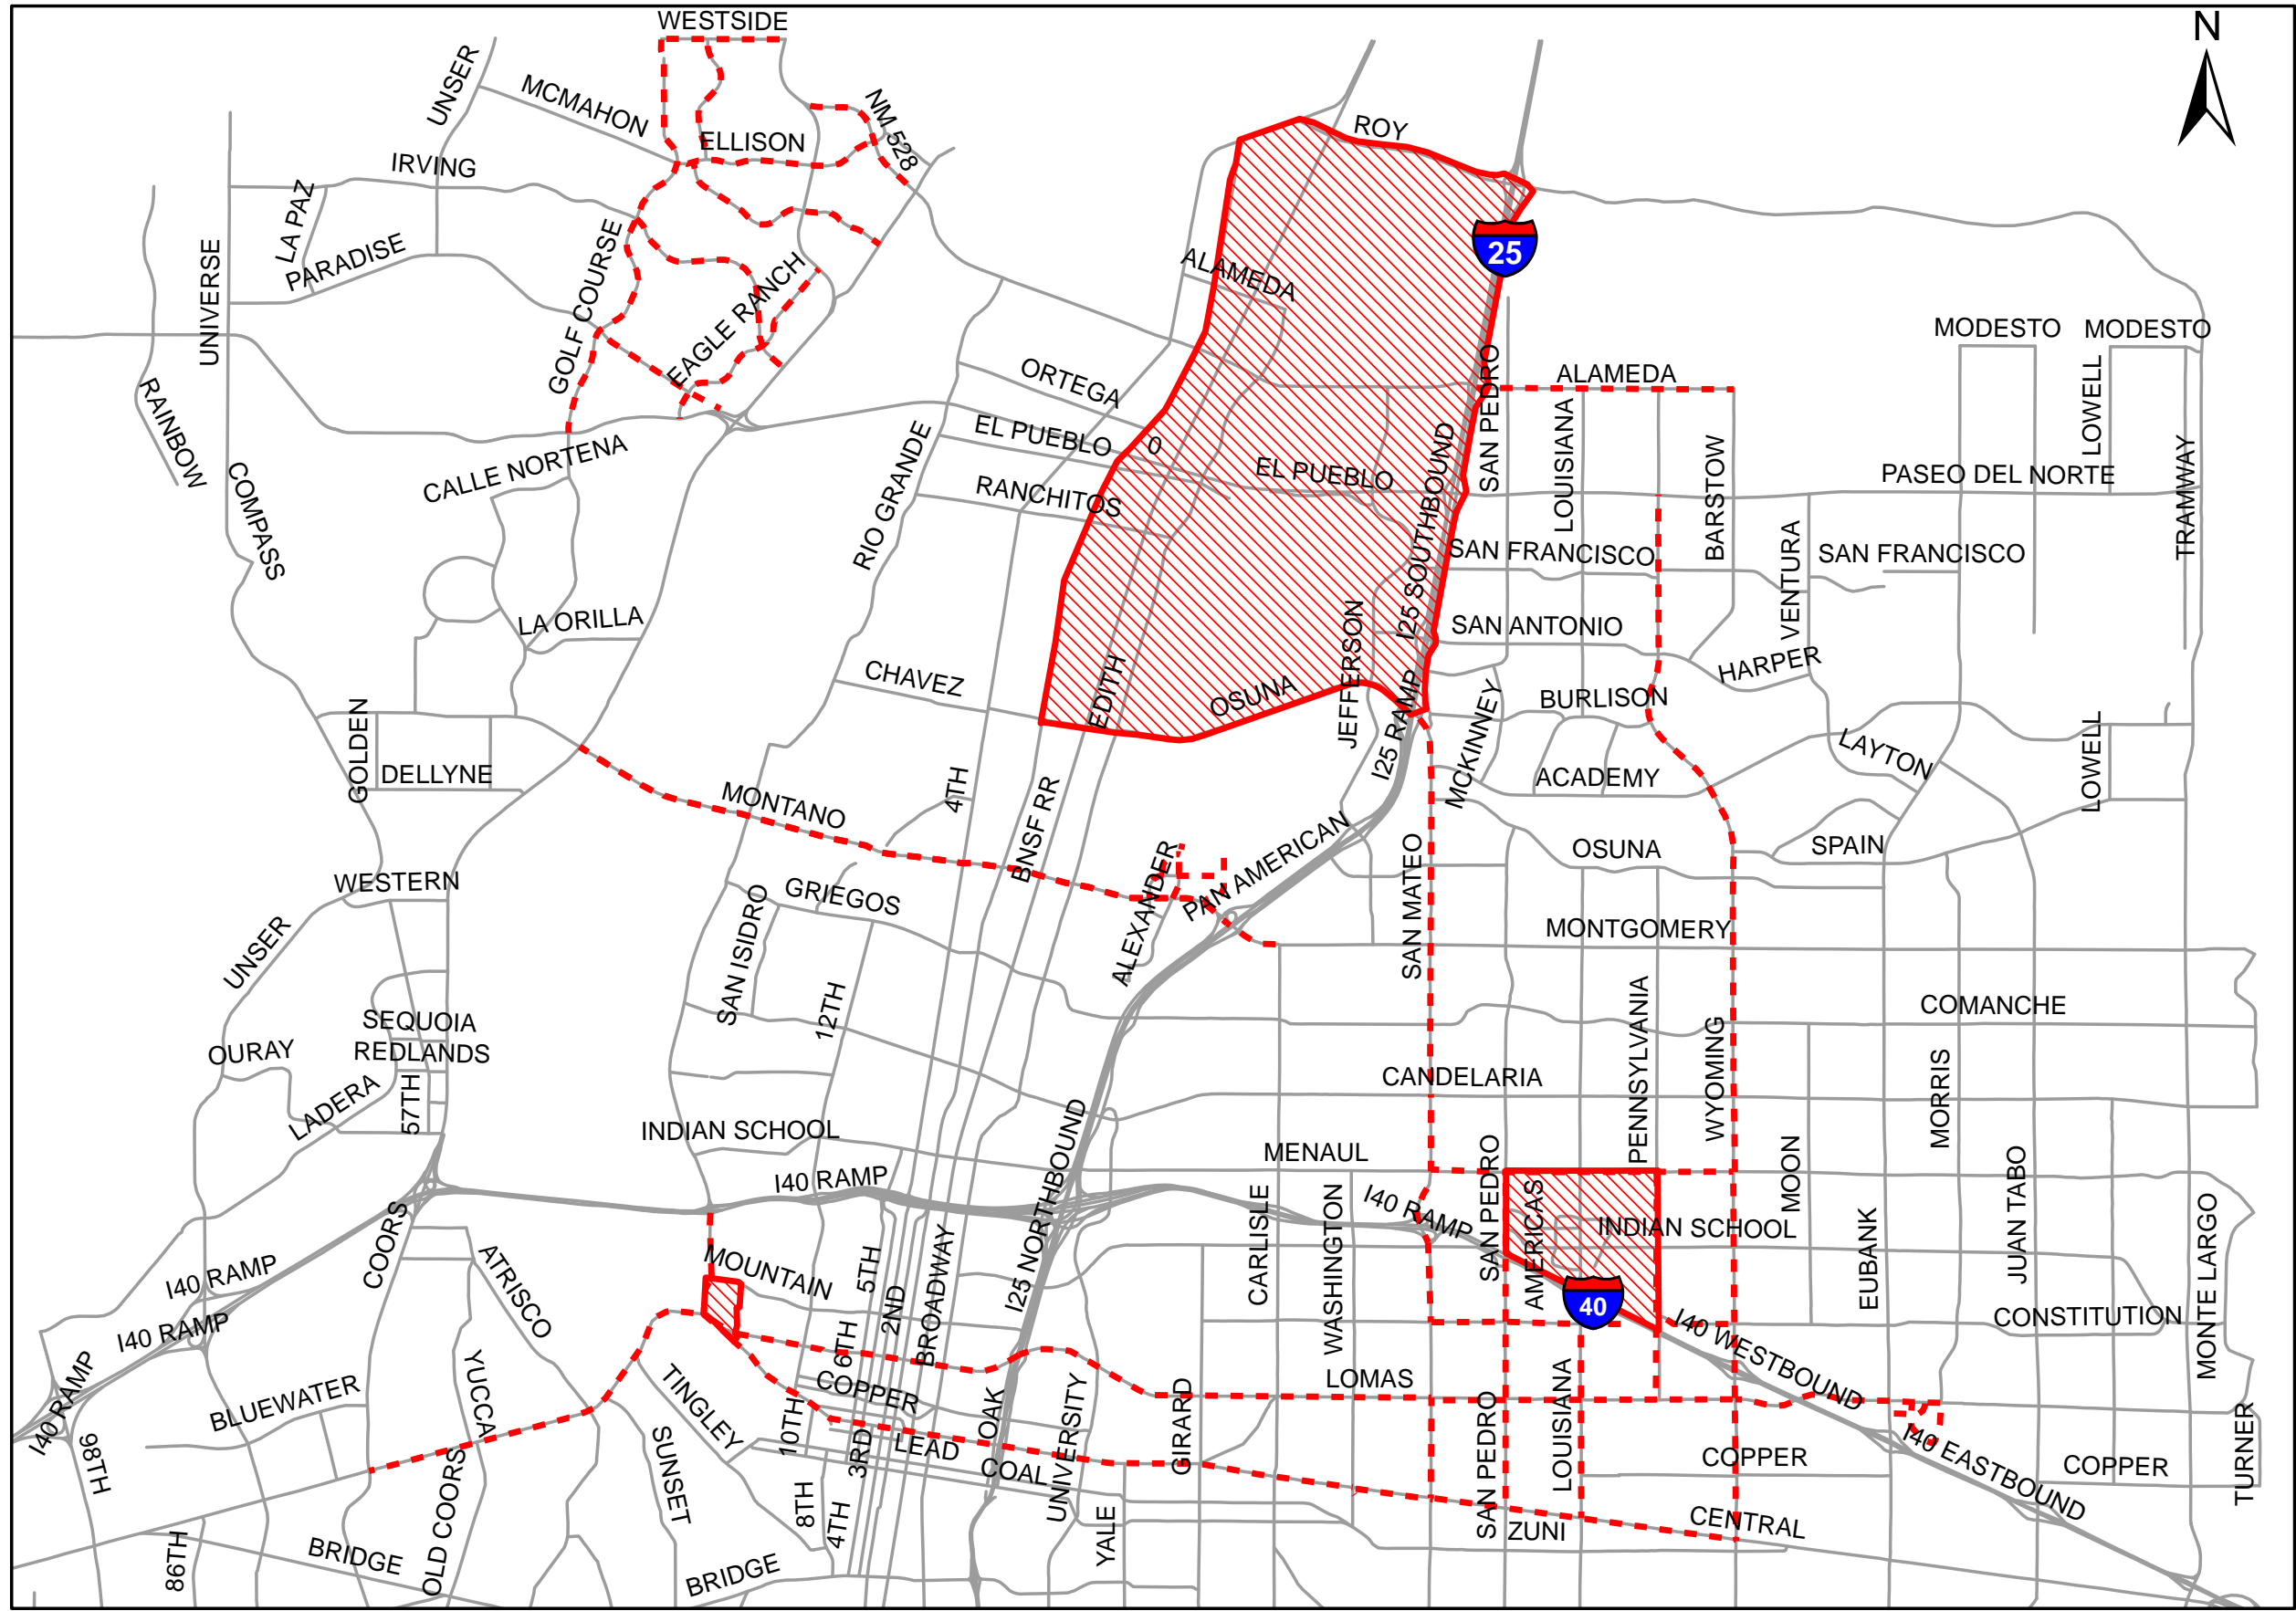 WESTSIDE
N
UNSER
MCMAHON
NM 528
ELLISON
ROY
IRVING
LA PAZ
PARADISE
UNIVERSE
GOLF COURSE
EAGLE RANCH
25
ALAMEDA
RAINBOW
ORTEGA
SAN PEDRO
ALAMEDA
MODESTO
MODESTO
LOWELL
LOUISIANA
EL PUEBLO
0
EL PUEBLO
BARSTOW
PASEO DEL NORTE
TRAMWAY
CALLE NORTENA
COMPASS
RIO GRANDE
RANCHITOS
I25 SOUTHBOUND
SAN FRANCISCO
VENTURA
SAN FRANCISCO
LA ORILLA
SAN ANTONIO
JEFFERSON
HARPER
CHAVEZ
EDITH
OSUNA
I25 RAMP
MCKINNEY
BURLISON
LAYTON
GOLDEN
DELLYNE
ACADEMY
LOWELL
MONTANO
4TH
BNSF RR
PAN AMERICAN
ALEXANDER
SAN MATEO
OSUNA
SPAIN
WESTERN
GRIEGOS
UNSER
SAN ISIDRO
MONTGOMERY
12TH
PENNSYLVANIA
COMANCHE
SEQUOIA
OURAY
REDLANDS
WYOMING
MORRIS
LADERA
57TH
CANDELARIA
INDIAN SCHOOL
I25 NORTHBOUND
MENAUL
SAN PEDRO
MOON
JUAN TABO
I40 RAMP
CARLISLE
WASHINGTON
I40 RAMP
AMERICAS
INDIAN SCHOOL
EUBANK
MONTE LARGO
COORS
ATRISCO
MOUNTAIN
5TH
2ND
BROADWAY
I40 RAMP
40
CONSTITUTION
I40 RAMP
I40 WESTBOUND
6TH
I40 RAMP
YUCCA
TINGLEY
COPPER
LOMAS
BLUEWATER
OAK
UNIVERSITY
GIRARD
SAN PEDRO
LOUISIANA
10TH
3RD
LEAD
COAL
98TH
SUNSET
COPPER
I40 EASTBOUND
COPPER
TURNER
OLD COORS
8TH
4TH
YALE
ZUNI
CENTRAL
86TH
BRIDGE
BRIDGE